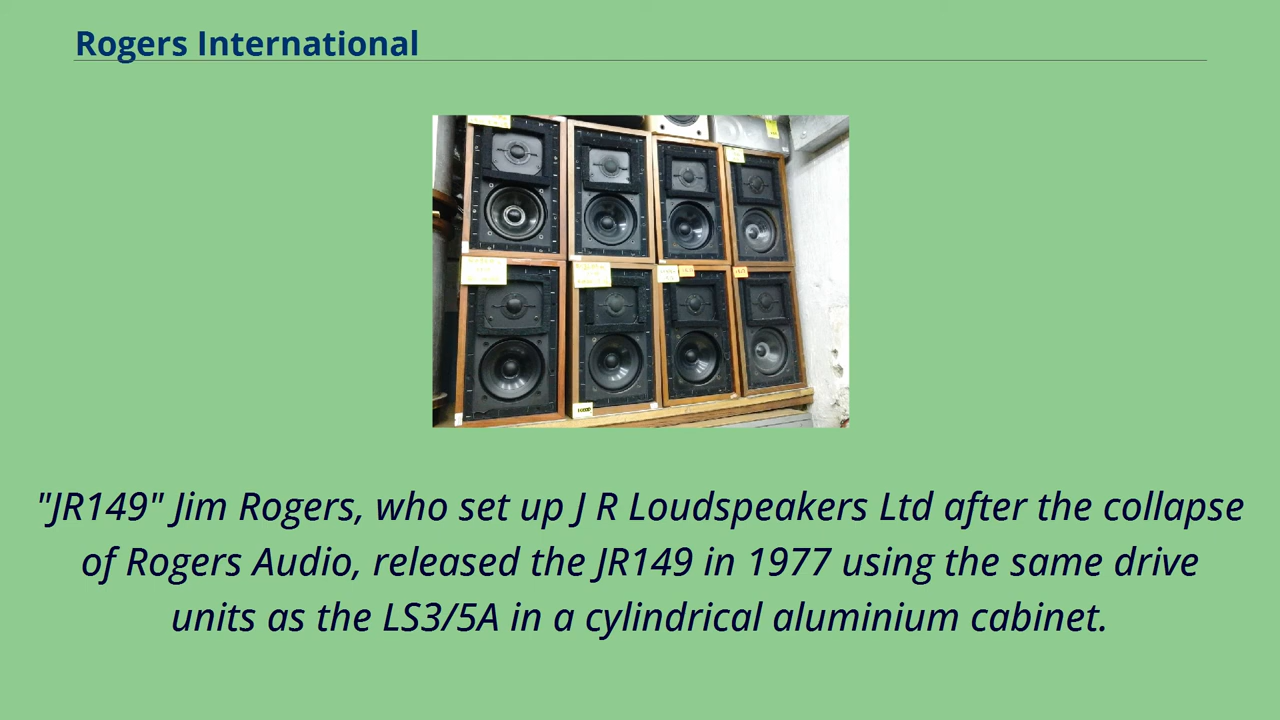 Rogers International
"JR149" Jim Rogers, who set up J R Loudspeakers Ltd after the collapse
of Rogers Audio, released the JR149 in 1977 using the same drive
units as the LS3/5A in a cylindrical aluminium cabinet.